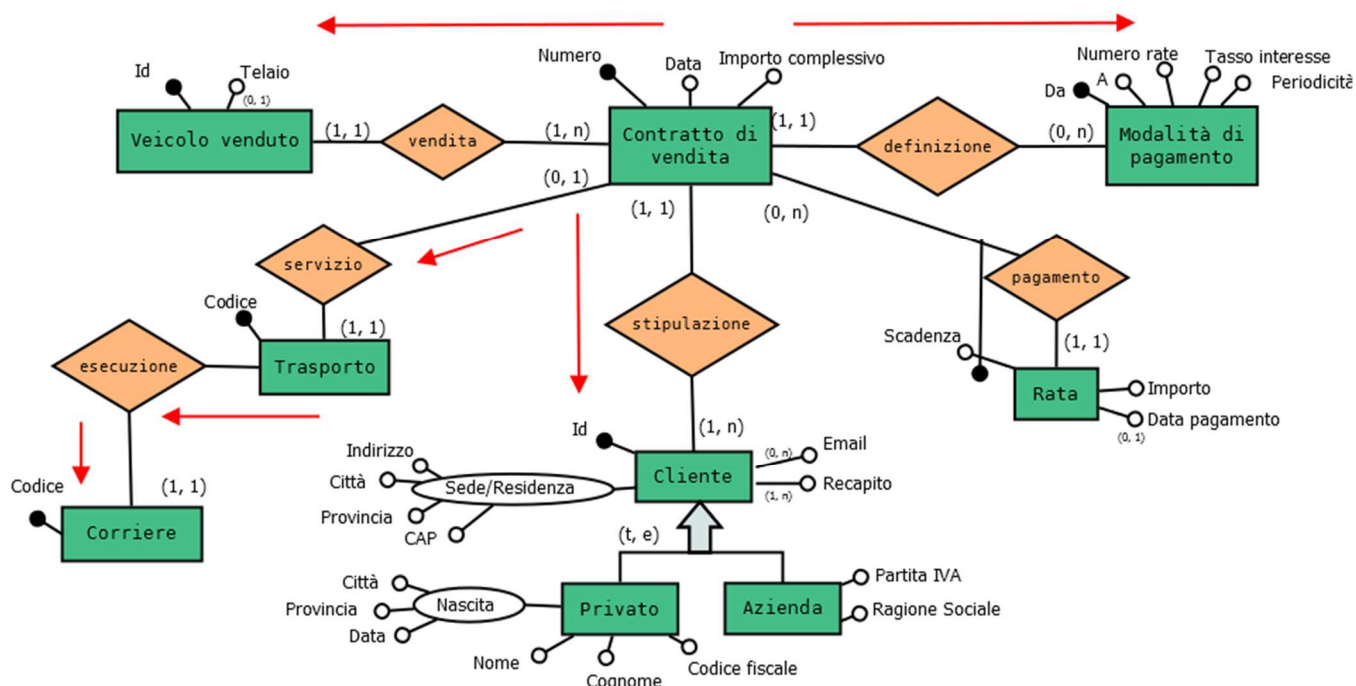 Numero
Data
Importo complessivo
Numero rate
Tasso interesse
Id
Telaio
(0, 1)
A
Da
Periodicità
Veicolo venduto
(1, 1)
vendita
(1, n)
Contratto di
vendita
(1, 1)
definizione
(0, n)
Modalità di
pagamento
(0, 1)
(1, 1)
(0, n)
servizio
pagamento
Codice
(1, 1)
stipulazione
Scadenza
(1, 1)
esecuzione
Trasporto
Rata
Importo
Data pagamento
(0, 1)
Id
(1, n)
Email
(0, n)
Indirizzo
Città
Sede/Residenza
Cliente
Recapito
(1, n)
Codice
(1, 1)
Provincia
CAP
Corriere
(t, e)
Città
Partita IVA
Provincia
Nascita
Privato
Azienda
Ragione Sociale
Data
Nome
Cognome
Codice fiscale